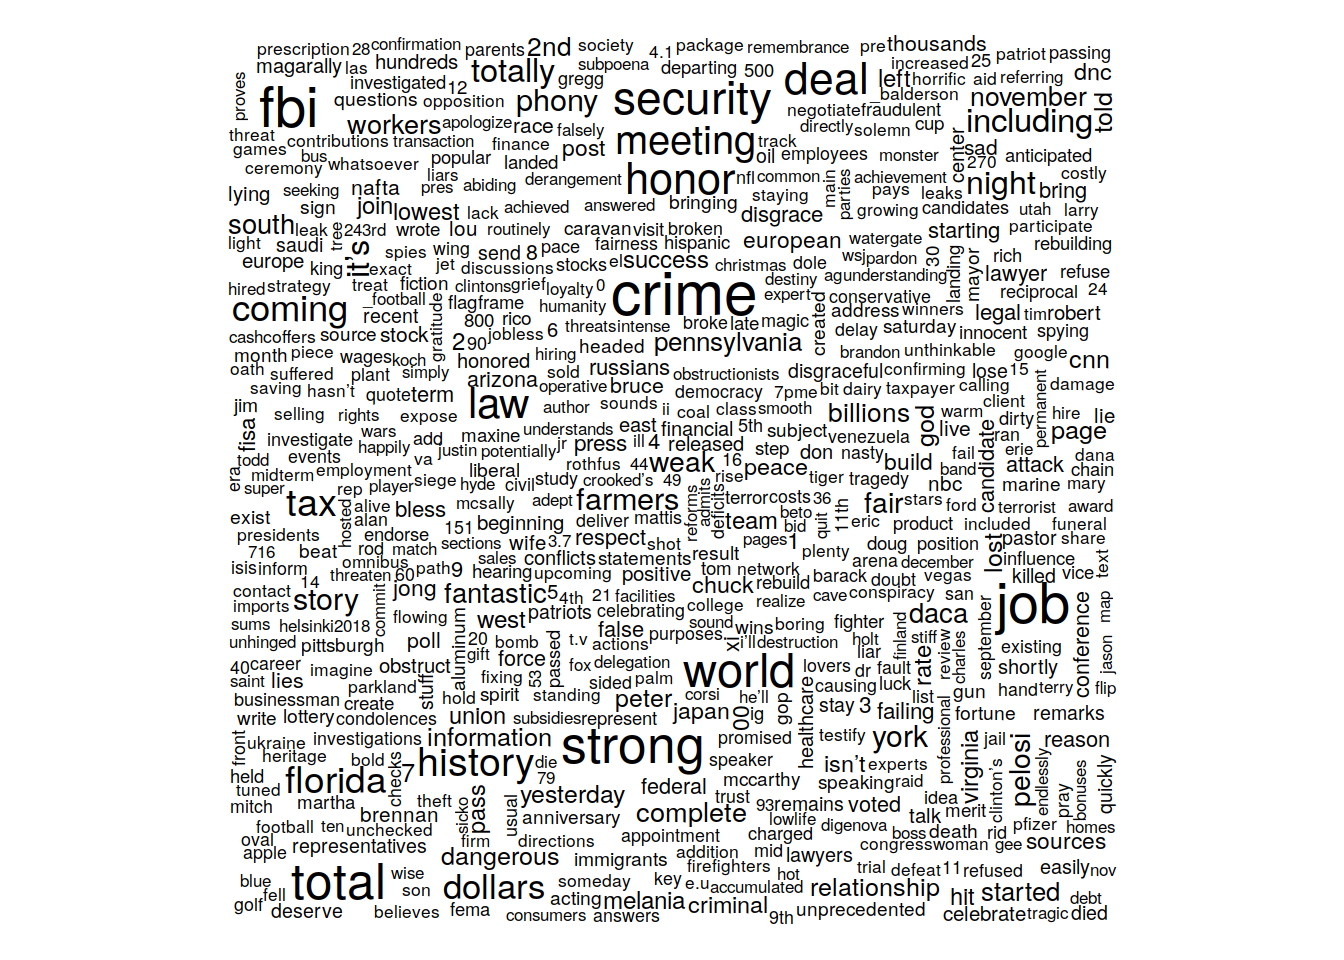 prescription 28 confirmation parents 2nd society 4.1 package remembrance pre thousands
magarally las hundreds totally subpoena departing 500 deal left increased 25 patriot passing
proves fbi investigated 12 gregg security horrific aid referring dnc
questions opposition phony _balderson november told
workers apologize race falsely meeting negotiate fraudulent including
threat contributions transaction finance post track directly solemn cup center sad
games bus whatsoever popular landed oil employees monster 270 anticipated
ceremony liars derangement honor nfl common achievement night costly
lying seeking nafta pres abiding staying main parties pays leaks bring
sign join lowest lack achieved answered bringing disgrace growing candidates utah larry
south leak 243rd wrote lou routinely caravan visit broken starting participate
light saudi tree it's spies wing send 8 pace fairness hispanic european watergate 30 rebuilding
europe king exact jet discussions stocks el success christmas dole wsj pardon landing mayor rich lawyer refuse
hired strategy treat fiction clintons grief loyalty 0 crime destiny ag understanding reciprocal 24
coming _football gratitude flag frame humanity expert created conservative
recent 800 rico address winners legal tim robert
cash offers source stock 2 90 jobless 6 threats intense broke late magic delay saturday innocent spying
month piece wages koch honored hiring headed pennsylvania brandon unthinkable google cnn
oath suffered plant simply arizona sold russians obstructionists disgraceful confirming lose 15
saving hasn't quote term law operative bruce democracy 7pme bit dairy taxpayer calling permanent damage
jim selling rights expose author sounds ii coal class smooth billions god warm client dirty hire lie
fisa wars maxine understands east financial 5th subject venezuela live candidate ran page
investigate happily add justin potentially jr press ill 4 released step don nasty fail erie
era todd events va liberal rothfus 44 weak 16 peace build band attack dana
midterm employment siege hyde civil study crooked's 49 rise tiger tragedy nbc marine mary chain
super tax rep player mcsally adept farmers reforms admits deficits terror costs 36 fair stars ford terrorist award
exist hosted alive bless 151 beginning deliver mattis team beto bid quit 11th eric product included funeral
presidents alan endorse sections wife 3.7 respect shot pages 1 doug position lost pastor share
716 beat rod match sales conflicts statements result plenty arena december influence text
isis inform omnibus path 9 hearing upcoming positive tom network barack doubt vegas killed vice
14 threaten 60 commit jong fantastic 5 chuck rebuild cave conspiracy san job
contact story 4th 21 facilities college realize daca map
imports flowing aluminum west patriots celebrating sound wins boring fighter september conference jason
sums helsinki2018 20 bomb t.v false purposes xi i'll destruction holt finland stiff review charles existing
unhinged pittsburgh poll gift force passed actions liar rate shortly
40 career imagine obstruct fixing 53 fox delegation world lovers dr fault
saint lies parkland stuff hold spirit standing sided palm corsi he'll healthcare causing luck list gun hand terry flip
businessman create peter japan 00 ig gop stay 3 failing professional fortune remarks
write lottery condolences union subsidies represent
front ukraine investigations information strong promised testify york virginia jail pelosi reason
heritage bold checks 7 history die speaker isn't experts clinton's endlessly bonuses quickly
held florida 79 federal mccarthy speaking raid
tuned martha theft sicko pass usual yesterday trust 93 remains voted idea merit pray
mitch brennan anniversary complete lowlife digenova talk
football ten unchecked firm directions appointment charged boss death rid pfizer homes
oval representatives congresswoman gee sources
apple dangerous immigrants addition mid lawyers
blue total wise someday firefighters hot trial defeat 11 refused easily nov
fell son dollars key e.u accumulated relationship hit started debt
golf deserve believes fema acting melania criminal unprecedented
consumers answers 9th celebrate tragic died